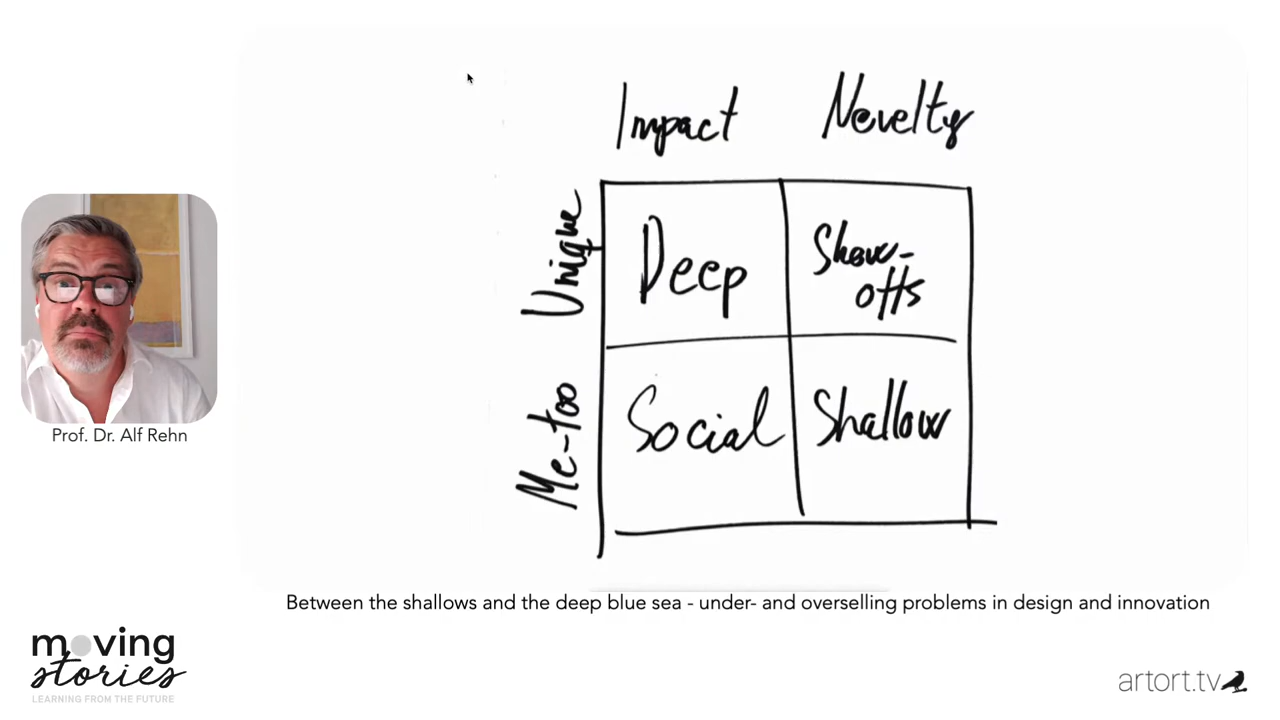 Impact Novelty
Unique
Deep
Show-
offs
Me-too
Social
Shallow
Prof. Dr. Alf Rehn
Between the shallows and the deep blue sea - under- and overselling problems in design and innovation
moving
stories
LEARNING FROM THE FUTURE
artort.tv